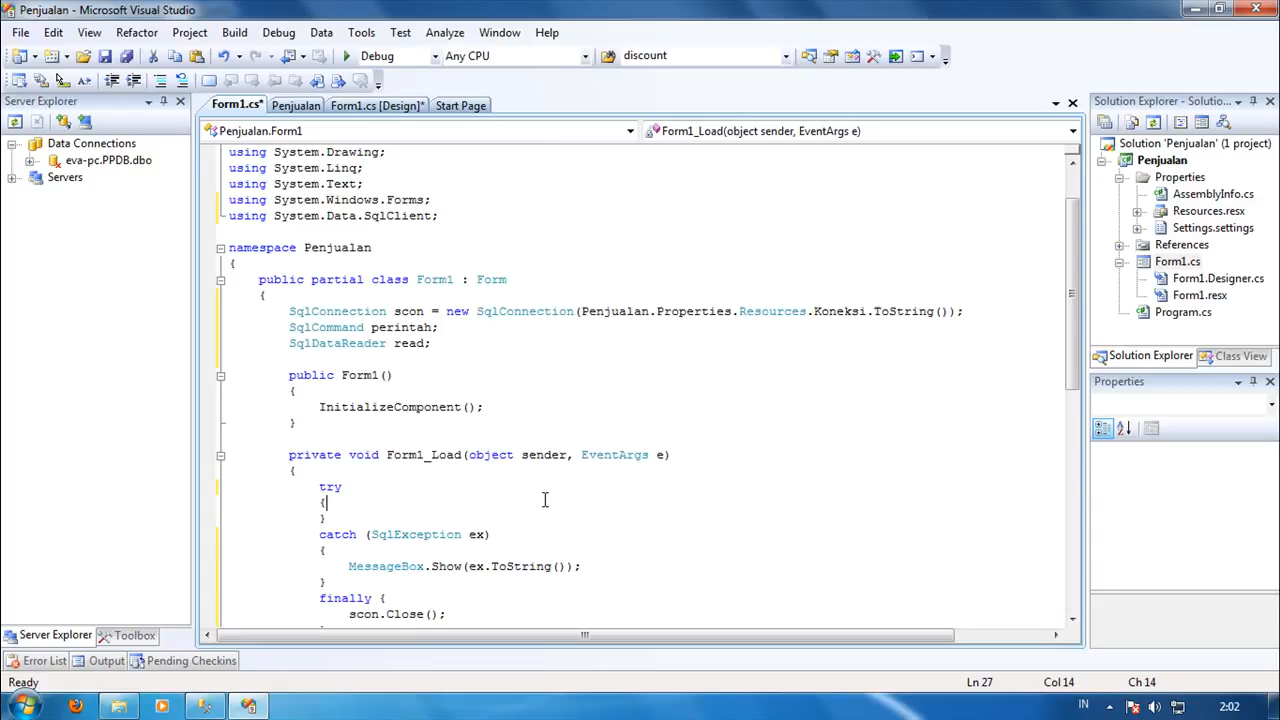 Penjualan - Microsoft Visual Studio
File Edit View Refactor Project Build Debug Data Tools Test Analyze Window Help
Debug Any CPU discount
Server Explorer
Data Connections
eva-pc.PPDB.dbo
Servers
Server Explorer Toolbox
Form1.cs* Penjualan Form1.cs [Design]* Start Page
Penjualan.Form1 Form1_Load(object sender, EventArgs e)
using System.Drawing;
using System.Linq;
using System.Text;
using System.Windows.Forms;
using System.Data.SqlClient;
namespace Penjualan
{
public partial class Form1 : Form
{
SqlConnection scon = new SqlConnection(Penjualan.Properties.Resources.Koneksi.ToString());
SqlCommand perintah;
SqlDataReader read;
public Form1()
{
InitializeComponent();
}
private void Form1_Load(object sender, EventArgs e)
{
try
{
}
catch (SqlException ex)
{
MessageBox.Show(ex.ToString());
}
finally {
scon.Close();
Solution Explorer - Solutio...
Solution 'Penjualan' (1 project)
Penjualan
Properties
AssemblyInfo.cs
Resources.resx
Settings.settings
References
Form1.cs
Form1.Designer.cs
Form1.resx
Program.cs
Solution Explorer Class View
Properties
Error List Output Pending Checkins
Ready Ln 27 Col 14 Ch 14
IN 2:02